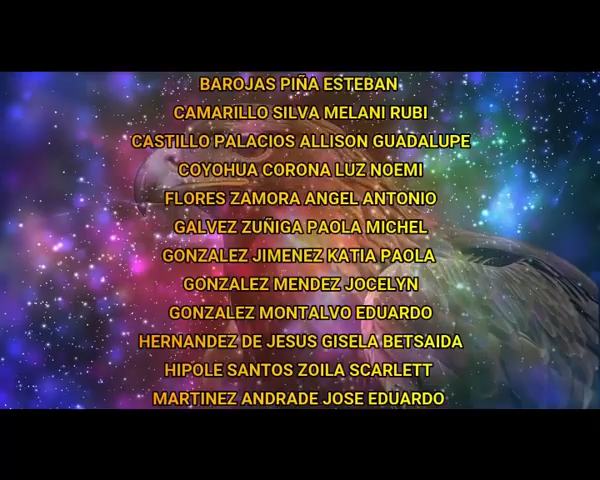 BAROJAS PIÑA ESTEBAN
CAMARILLO SILVA MELANI RUBI
CASTILLO PALACIOS ALLISON GUADALUPE
COYOHUA CORONA LUZ NOEMI
FLORES ZAMORA ANGEL ANTONIO
GALVEZ ZUÑIGA PAOLA MICHEL
GONZALEZ JIMENEZ KATIA PAOLA
GONZALEZ MENDEZ JOCELYN
GONZALEZ MONTALVO EDUARDO
HERNANDEZ DE JESUS GISELA BETSAIDA
HIPOLE SANTOS ZOILA SCARLETT
MARTINEZ ANDRADE JOSE EDUARDO